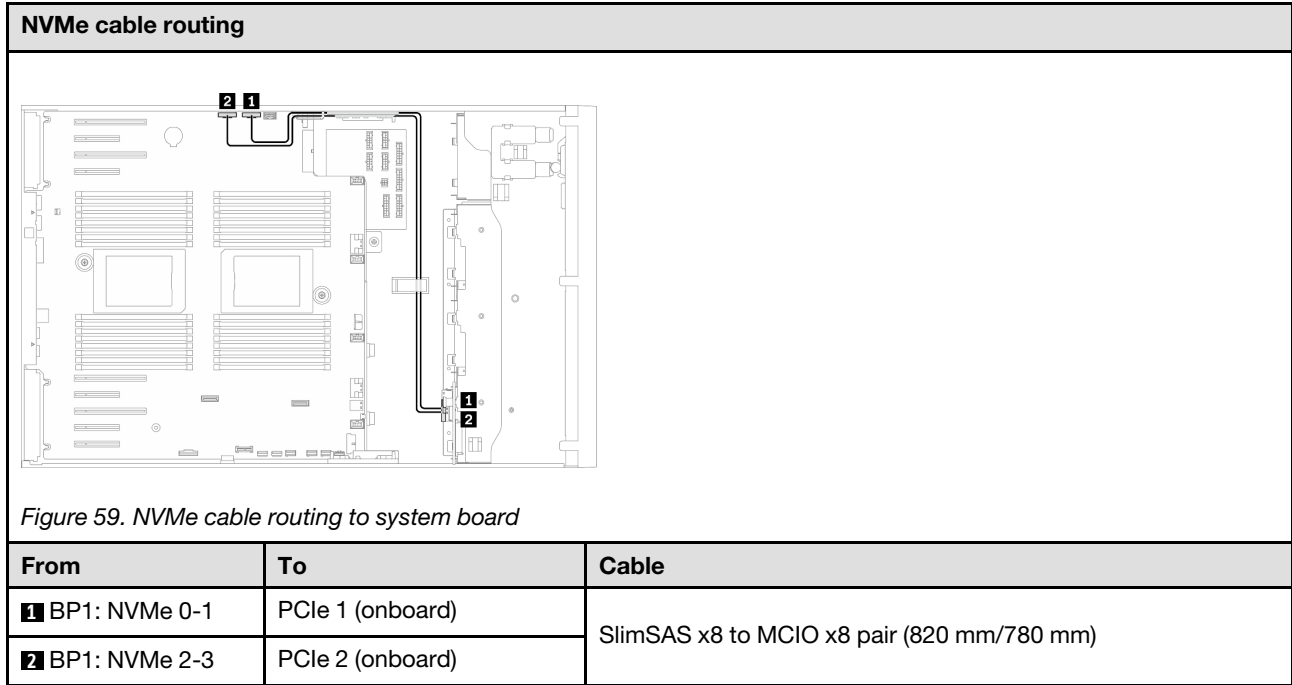 NVMe cable routing
2 1
1
2
Figure 59. NVMe cable routing to system board
From To Cable
1 BP1: NVMe 0-1 PCIe 1 (onboard) SlimSAS x8 to MCIO x8 pair (820 mm/780 mm)
2 BP1: NVMe 2-3 PCIe 2 (onboard)